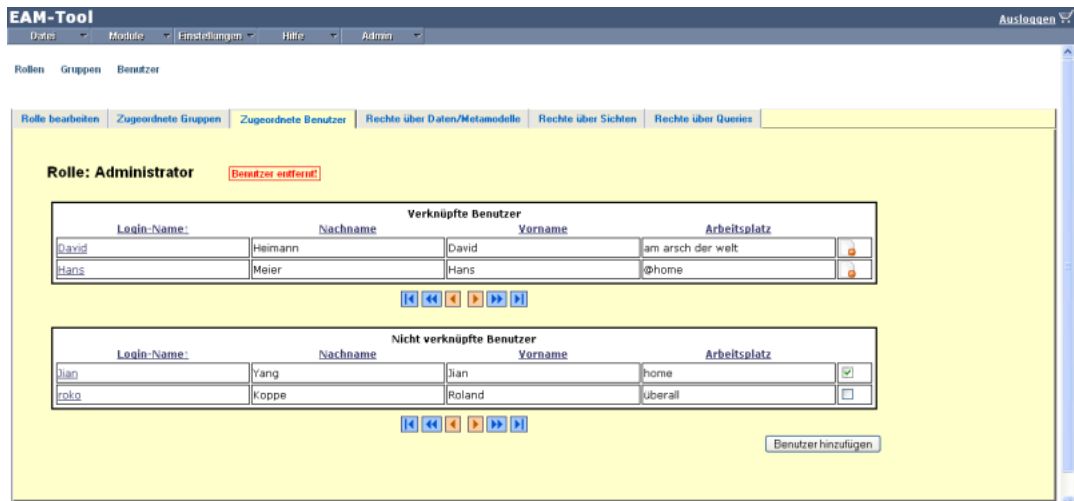 EAM-Tool Ausloggen
Datei Module Einstellungen Hilfe Admin
Rollen Gruppen Benutzer
Rolle bearbeiten Zugeordnete Gruppen Zugeordnete Benutzer Rechte über Daten/Metamodelle Rechte über Sichten Rechte über Queries
Rolle: Administrator Benutzer entfernt!
Verknüpfte Benutzer
Login-Name: Nachname Vorname Arbeitsplatz
David Heimann David am arsch der welt
Hans Meier Hans @home
Nicht verknüpfte Benutzer
Login-Name: Nachname Vorname Arbeitsplatz
Jian Yang Jian home
roko Koppe Roland überall
Benutzer hinzufügen